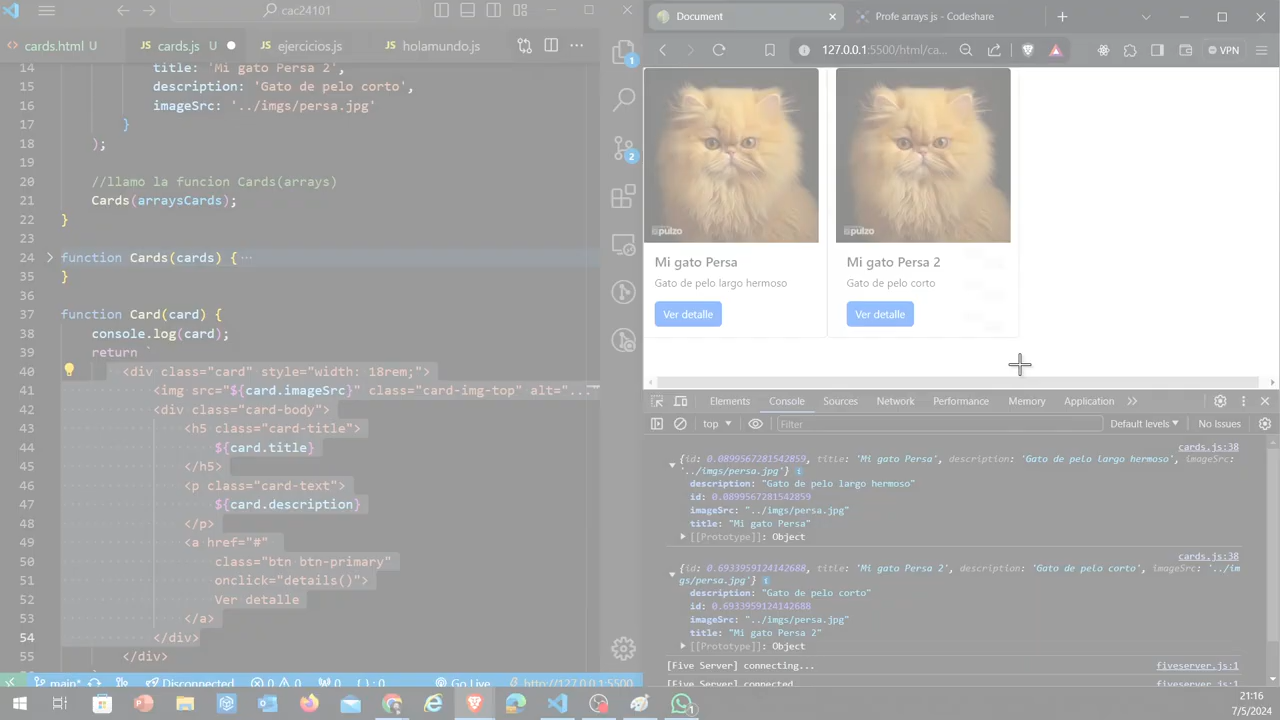 cac24101
cards.html U
JS cards.js U
JS ejercicios.js
JS holamundo.js
14 title: 'Mi gato Persa 2',
15 description: 'Gato de pelo corto',
16 imageSrc: '../imgs/persa.jpg'
17 }
18 );
19
20 //llamo la funcion Cards(arrays)
21 Cards(arraysCards);
22 }
23
24 function Cards(cards) { ...
35 }
36
37 function Card(card) {
38 console.log(card);
39 return `
40 <div class="card" style="width: 18rem;">
41 <img src="${card.imageSrc}" class="card-img-top" alt="...
42 <div class="card-body">
43 <h5 class="card-title">
44 ${card.title}
45 </h5>
46 <p class="card-text">
47 ${card.description}
48 </p>
49 <a href="#"
50 class="btn btn-primary"
51 onclick="details()">
52 Ver detalle
53 </a>
54 </div>
55 </div>
1
2
main*
Disconnected
0
0
0
{ : } : 0
Go Live
http://127.0.0.1:5500
Document
Profe arrays js - Codeshare
127.0.0.1:5500/html/ca...
VPN
pulzo
pulzo
Mi gato Persa
Gato de pelo largo hermoso
Ver detalle
Mi gato Persa 2
Gato de pelo corto
Ver detalle
Elements
Console
Sources
Network
Performance
Memory
Application
top
Filter
Default levels
No Issues
cards.js:38
{id: 0.0899567281542859, title: 'Mi gato Persa', description: 'Gato de pelo largo hermoso', imageSrc:
'../imgs/persa.jpg'} i
description: "Gato de pelo largo hermoso"
id: 0.0899567281542859
imageSrc: "../imgs/persa.jpg"
title: "Mi gato Persa"
[[Prototype]]: Object
cards.js:38
{id: 0.6933959124142688, title: 'Mi gato Persa 2', description: 'Gato de pelo corto', imageSrc: '../im
gs/persa.jpg'} i
description: "Gato de pelo corto"
id: 0.6933959124142688
imageSrc: "../imgs/persa.jpg"
title: "Mi gato Persa 2"
[[Prototype]]: Object
[Five Server] connecting...
fiveserver.js:1
[Five Server] connected
fiveserver.js:1
1
21:16
7/5/2024